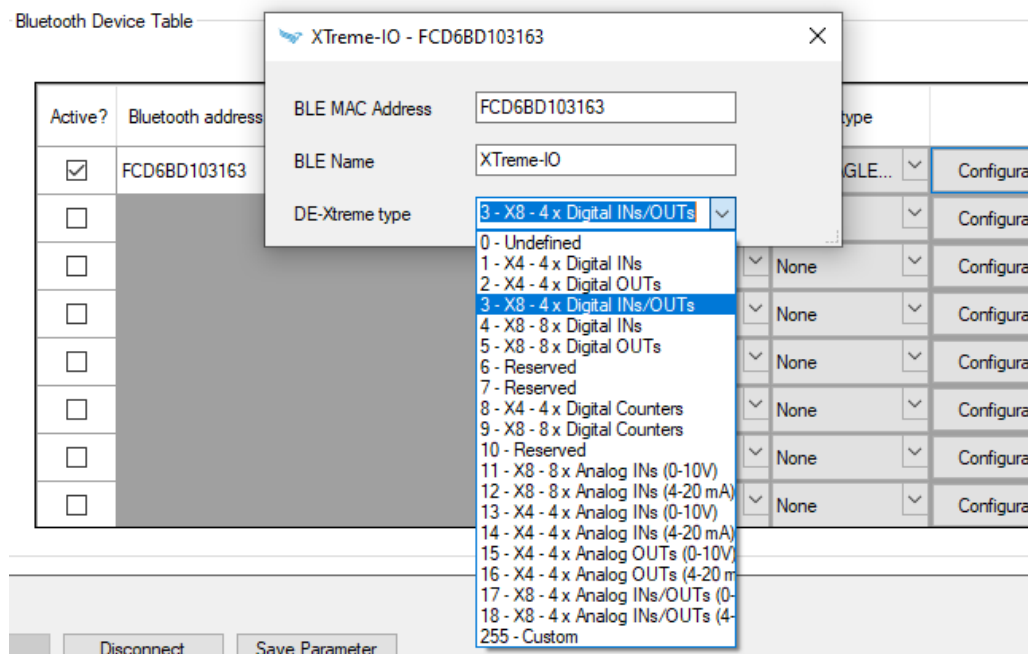 Bluetooth Device Table
XTreme-IO - FCD6BD103163
BLE MAC Address FCD6BD103163
BLE Name XTreme-IO
DE-Xtreme type 3 - X8 - 4 x Digital INs/OUTs
0 - Undefined
1 - X4 - 4 x Digital INs
2 - X4 - 4 x Digital OUTs
3 - X8 - 4 x Digital INs/OUTs
4 - X8 - 8 x Digital INs
5 - X8 - 8 x Digital OUTs
6 - Reserved
7 - Reserved
8 - X4 - 4 x Digital Counters
9 - X8 - 8 x Digital Counters
10 - Reserved
11 - X8 - 8 x Analog INs (0-10V)
12 - X8 - 8 x Analog INs (4-20 mA)
13 - X4 - 4 x Analog INs (0-10V)
14 - X4 - 4 x Analog INs (4-20 mA)
15 - X4 - 4 x Analog OUTs (0-10V)
16 - X4 - 4 x Analog OUTs (4-20 m
17 - X8 - 4 x Analog INs/OUTs (0-
18 - X8 - 4 x Analog INs/OUTs (4-
255 - Custom
Active? Bluetooth address type
FCD6BD103163 GLE... Configura
Configura
None Configura
None Configura
None Configura
None Configura
None Configura
None Configura
Disconnect Save Parameter